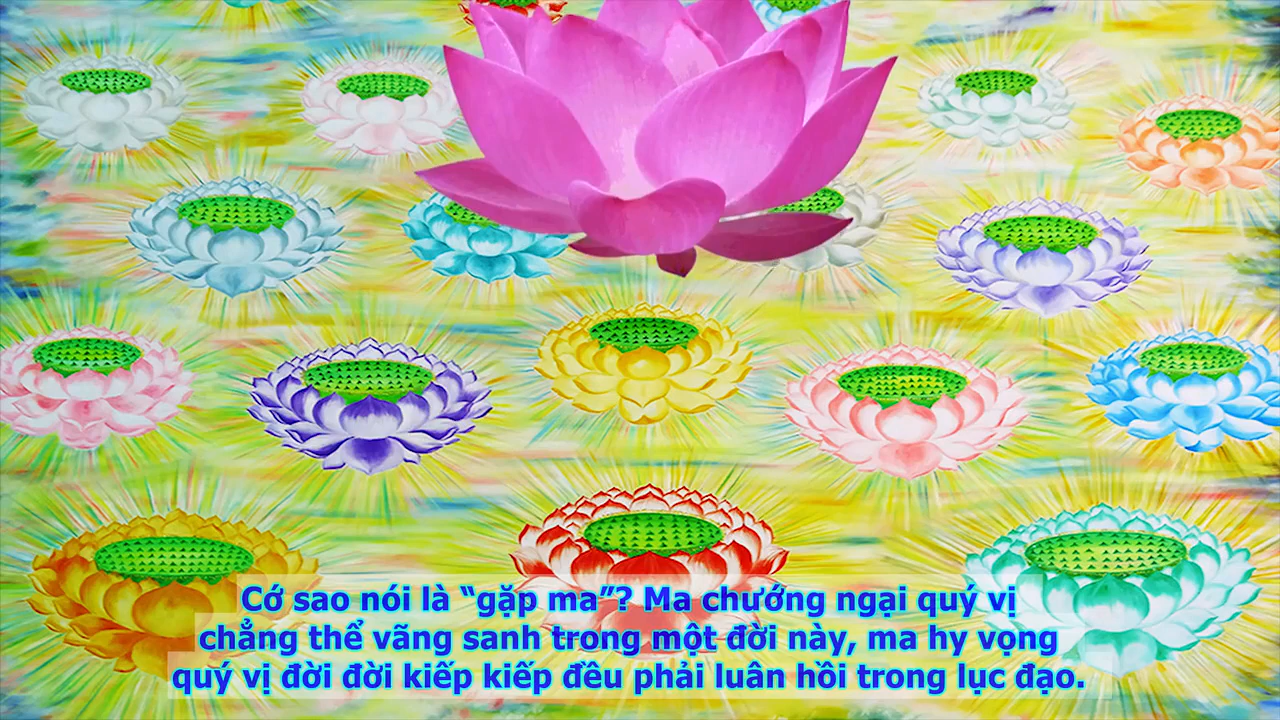 Cớ sao nói là “gặp ma”? Ma chướng ngại quý vị
chẳng thể vãng sanh trong một đời này, ma hy vọng
quý vị đời đời kiếp kiếp đều phải luân hồi trong lục đạo.